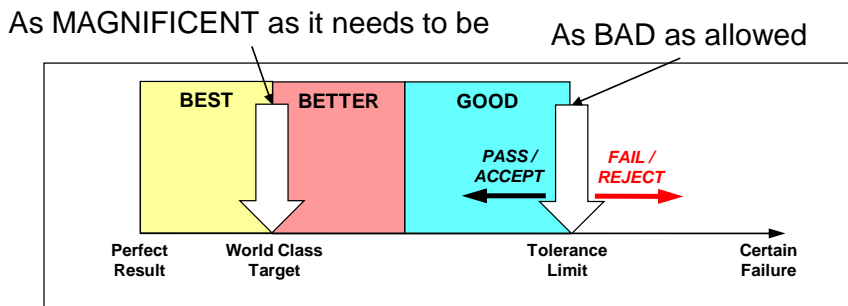 As MAGNIFICENT as it needs to be
As BAD as allowed
BEST
BETTER
GOOD
PASS /
ACCEPT
FAIL /
REJECT
Perfect
Result
World Class
Target
Tolerance
Limit
Certain
Failure